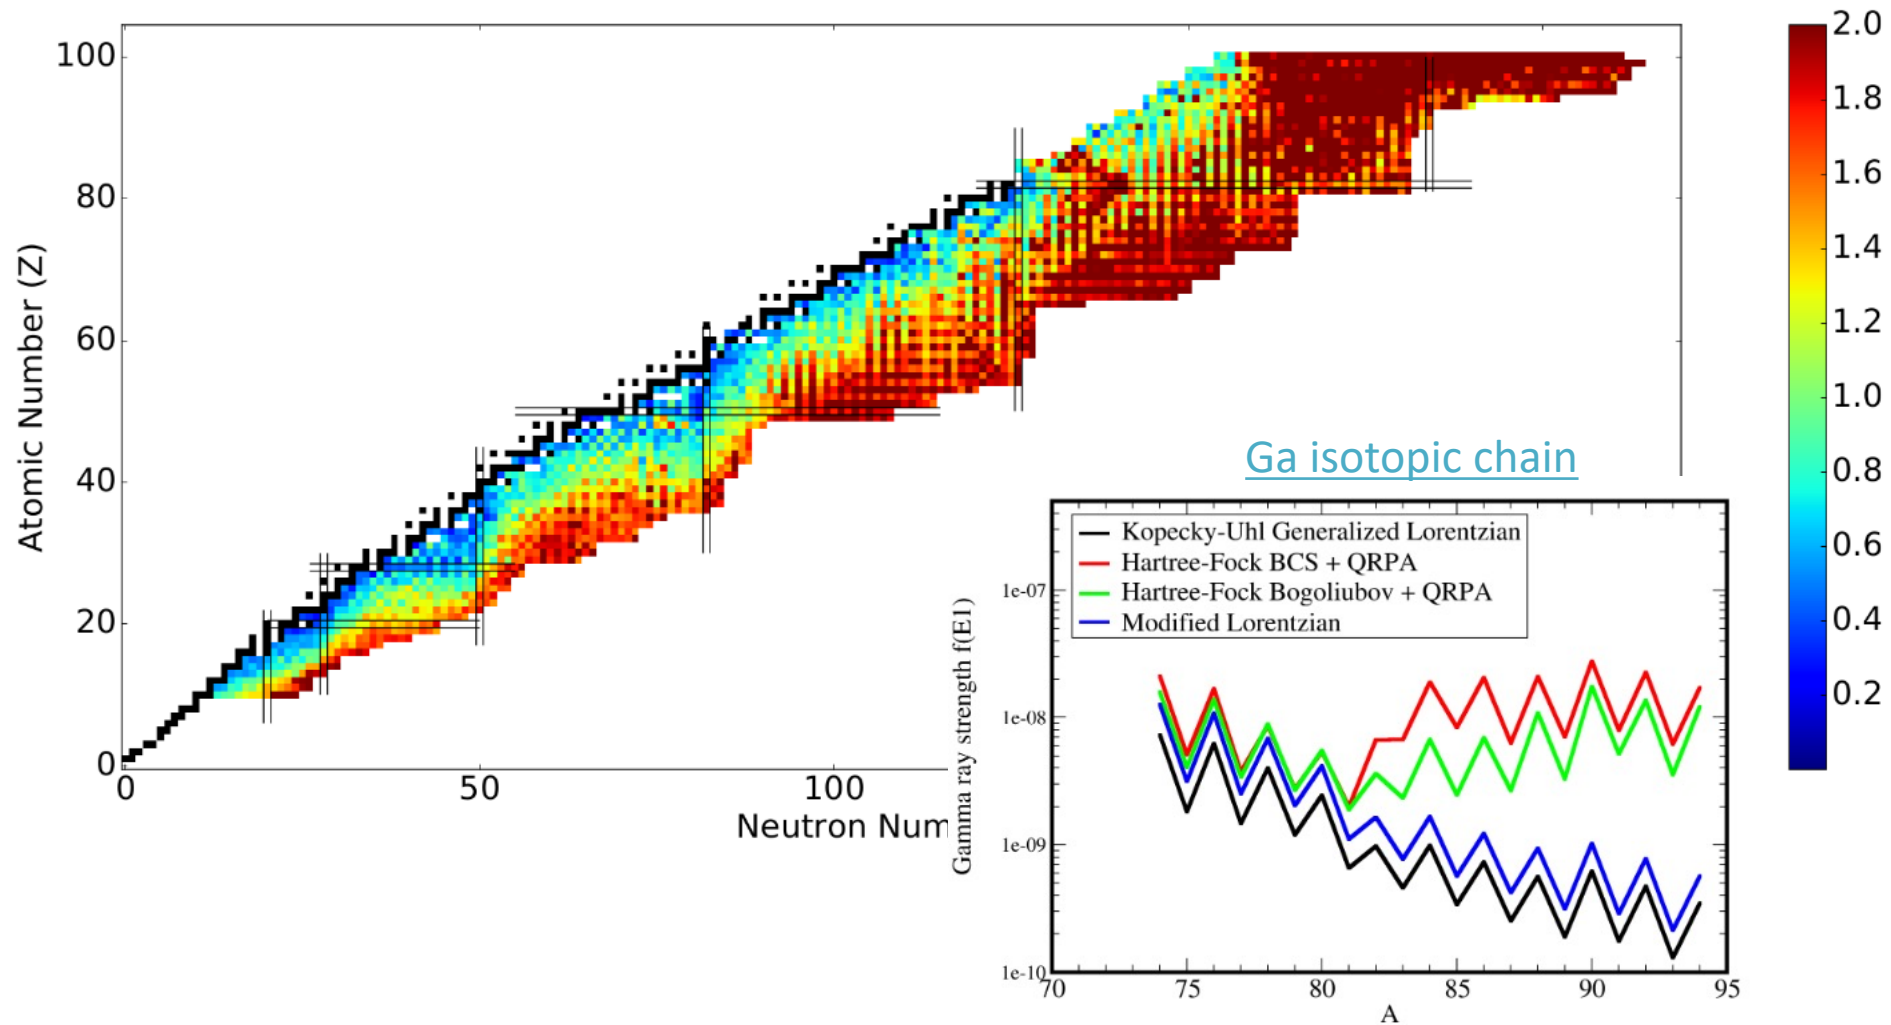 100
80
60
40
20
0
Atomic Number (Z)
0
50
100
Neutron Num
2.0
1.8
1.6
1.4
1.2
1.0
0.8
0.6
0.4
0.2
Ga isotopic chain
Kopecky-Uhl Generalized Lorentzian
Hartree-Fock BCS + QRPA
Hartree-Fock Bogoliubov + QRPA
Modified Lorentzian
Gamma ray strength f(E1)
1e-07
1e-08
1e-09
1e-10
70
75
80
85
90
95
A